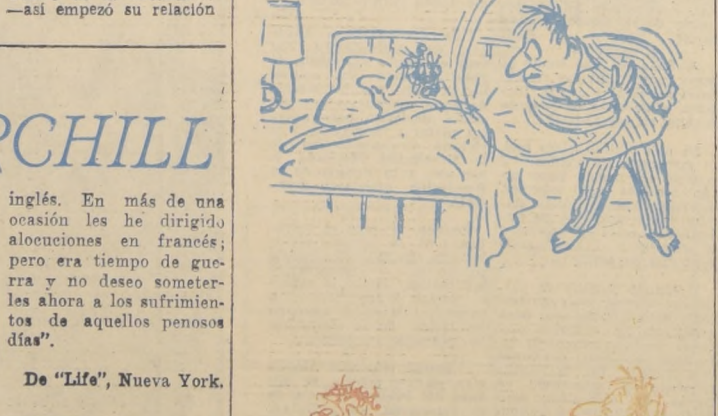 —así empezó su relación
PCHILL
inglés. En más de una
ocasión les he dirigido
alocuciones en francés;
pero era tiempo de gue-
rra y no deseo someter-
les ahora a los sufrimien-
tos de aquellos penosos
días".
De "Life", Nueva York.